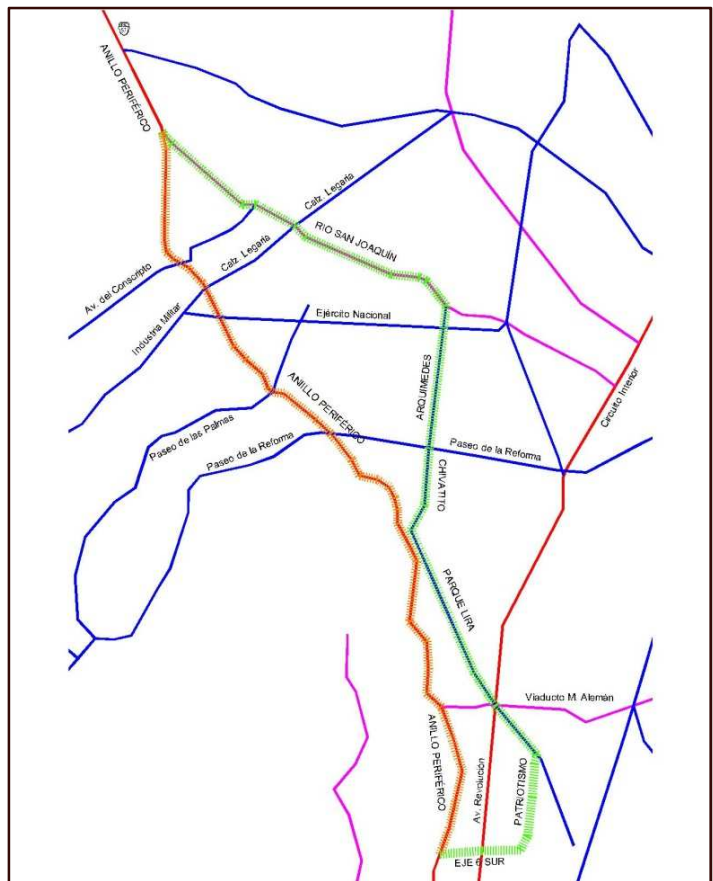 ANILLO PERIFÉRICO
Calz. Legaria
RIO SAN JOAQUÍN
Calz. Legaria
Av. del Conscripto
Industria Militar
Ejército Nacional
ARQUIMEDES
ANILLO PERIFÉRICO
Circuito Interior
Paseo de las Palmas
Paseo de la Reforma
Paseo de la Reforma
CHIVATITO
PARQUE LIRA
Viaducto M. Alemán
ANILLO PERIFÉRICO
Av. Revolución
PATRIOTISMO
EJE 6 SUR